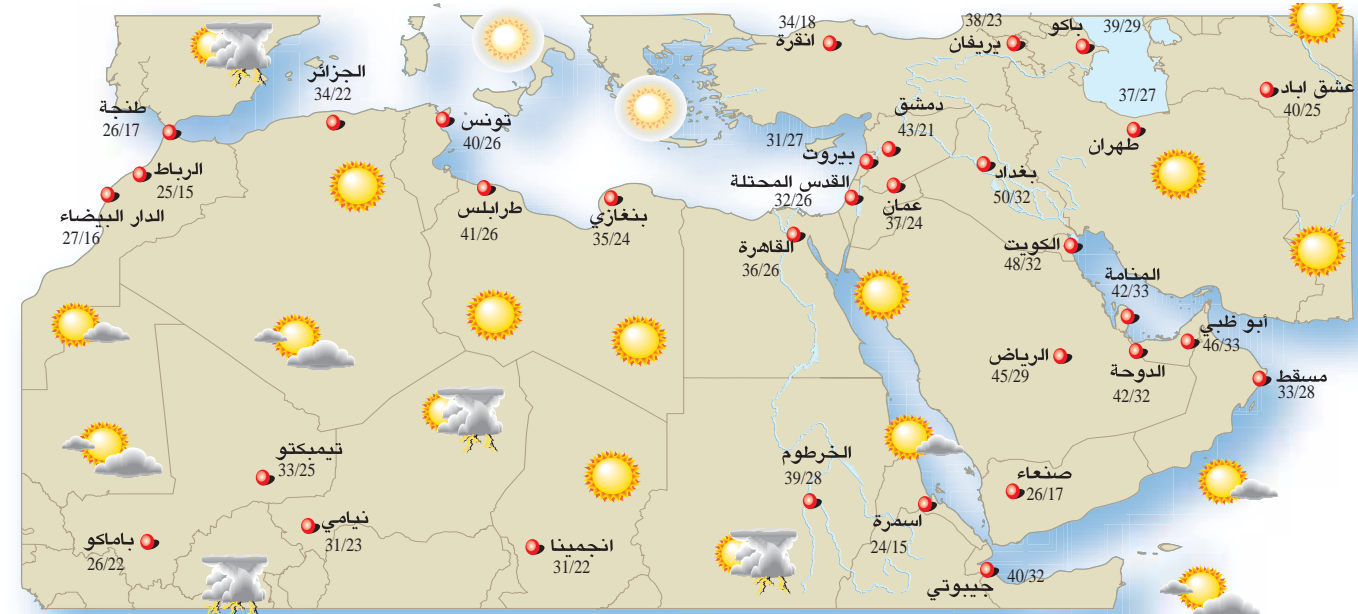 34/18
انقرة
38/23
يريفان
باكو
39/29
عشق اباد
40/25
37/27
طهران
الجزائر
34/22
طنجة
26/17
تونس
40/26
دمشق
43/21
31/27
بيروت
بغداد
50/32
الرباط
25/15
القدس المحتلة
32/26
عمان
37/24
الدار البيضاء
27/16
طرابلس
41/26
بنغازي
35/24
القاهرة
36/26
الكويت
48/32
المنامة
42/33
أبو ظبي
46/33
الرياض
45/29
الدوحة
42/32
مسقط
33/28
تيمبكتو
33/25
الخرطوم
39/28
صنعاء
26/17
نيامي
31/23
اسمرة
24/15
باماكو
26/22
انجمينا
31/22
جيبوتي
40/32